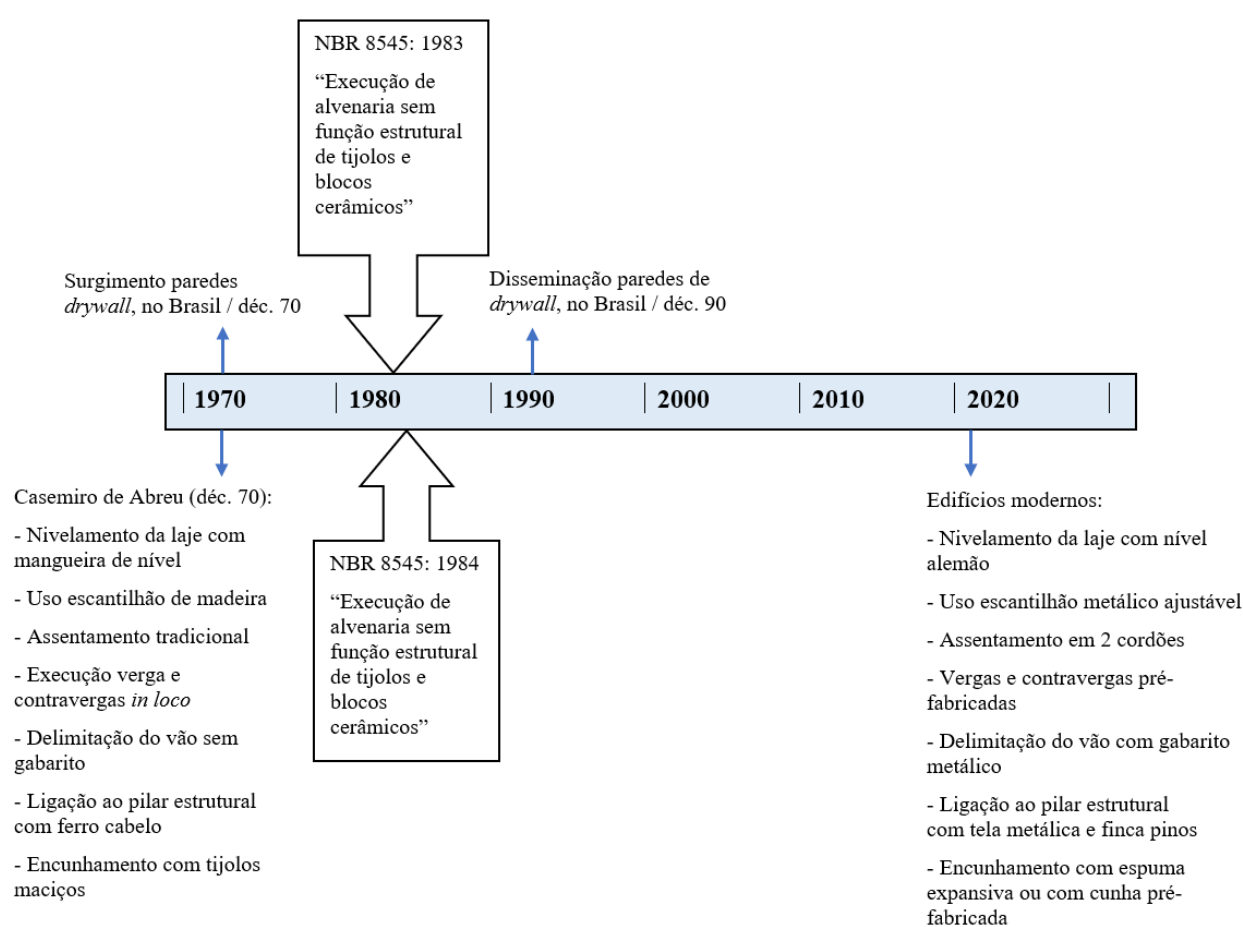 NBR 8545: 1983
“Execução de
alvenaria sem
função estrutural
de tijolos e
blocos
cerâmicos”
Surgimento paredes
drywall, no Brasil / déc. 70
Disseminação paredes de
drywall, no Brasil / déc. 90
1970
1980
1990
2000
2010
2020
Casemiro de Abreu (déc. 70):
- Nivelamento da laje com
mangueira de nível
- Uso escantilhão de madeira
- Assentamento tradicional
- Execução verga e
contravergas in loco
- Delimitação do vão sem
gabarito
- Ligação ao pilar estrutural
com ferro cabelo
- Encunhamento com tijolos
maciços
NBR 8545: 1984
“Execução de
alvenaria sem
função estrutural
de tijolos e
blocos
cerâmicos”
Edifícios modernos:
- Nivelamento da laje com nível
alemão
- Uso escantilhão metálico ajustável
- Assentamento em 2 cordões
- Vergas e contravergas pré-
fabricadas
- Delimitação do vão com gabarito
metálico
- Ligação ao pilar estrutural
com tela metálica e finca pinos
- Encunhamento com espuma
expansiva ou com cunha pré-
fabricada